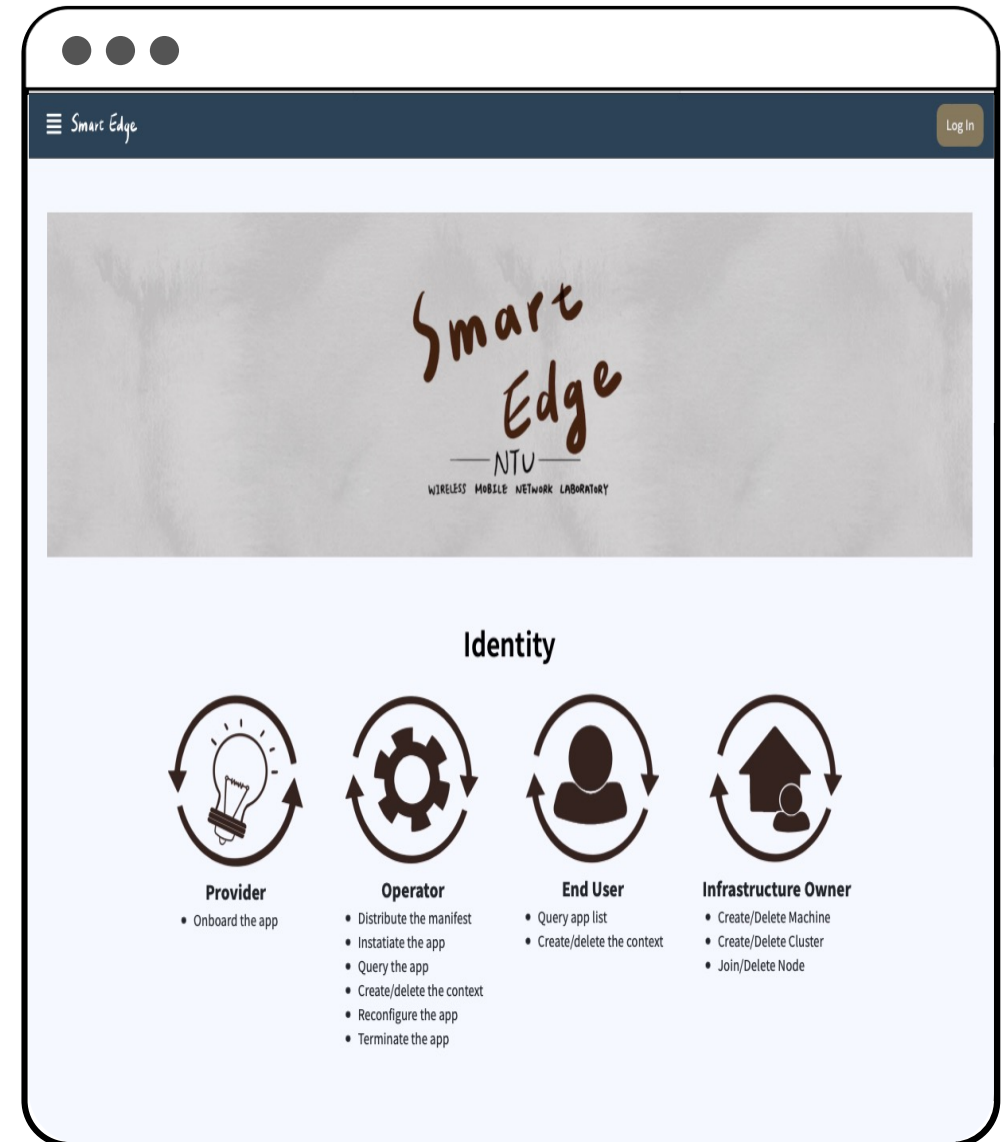 Smart Edge
Log In
Smart
Edge
NTU
WIRELESS MOBILE NETWORK LABORATORY
Identity
Provider
• Onboard the app
Operator
• Distribute the manifest
• Instatiate the app
• Query the app
• Create/delete the context
• Reconfigure the app
• Terminate the app
End User
• Query app list
• Create/delete the context
Infrastructure Owner
• Create/Delete Machine
• Create/Delete Cluster
• Join/Delete Node